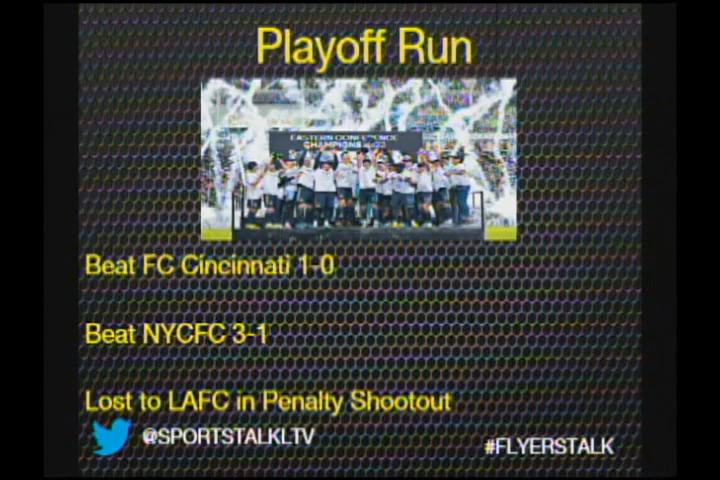 Playoff Run
EASTERN CONFERENCE
CHAMPIONS 2022
Beat FC Cincinnati 1-0
Beat NYCFC 3-1
Lost to LAFC in Penalty Shootout
@SPORTSTALKLTV
#FLYERSTALK